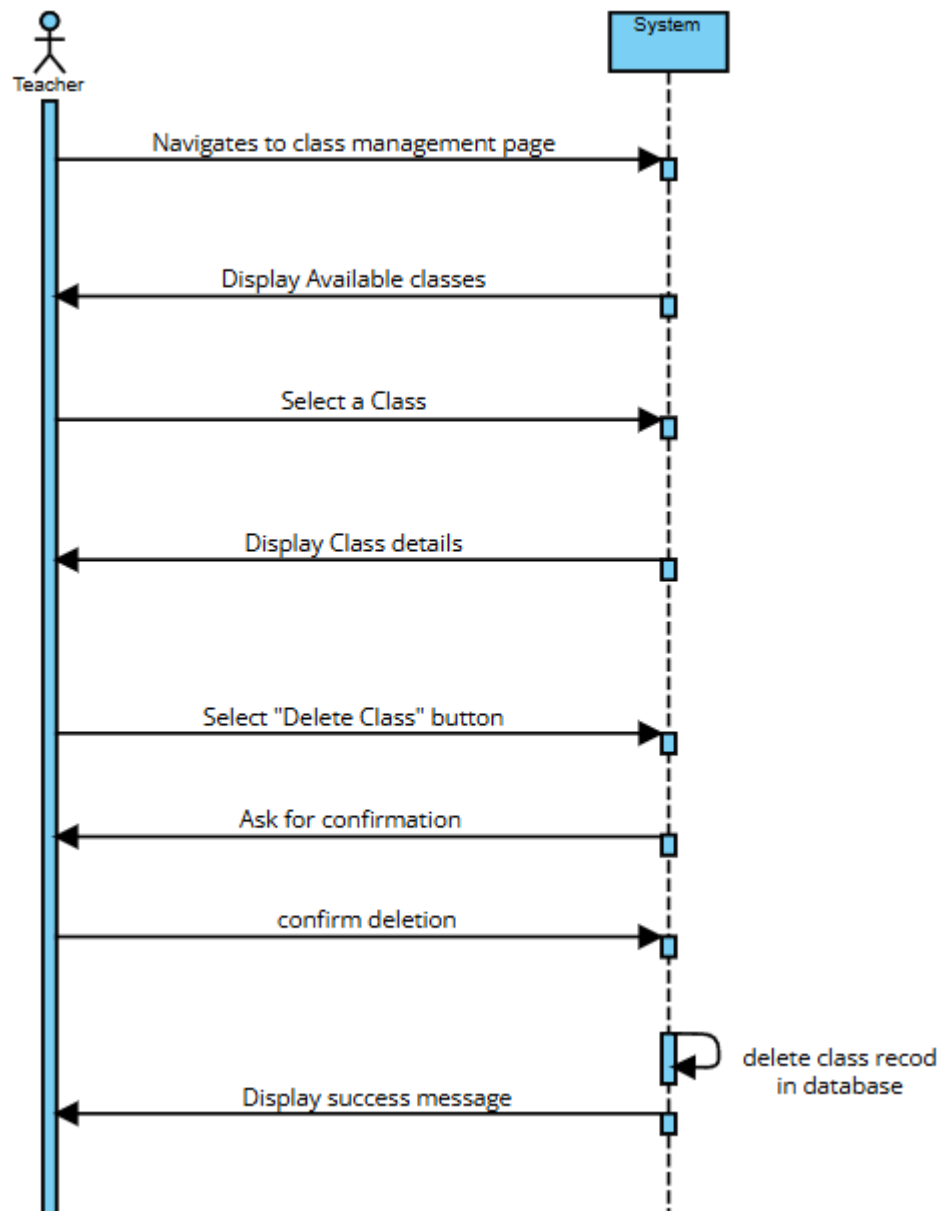 System
Teacher
Navigates to class management page
Display Available classes
Select a Class
Display Class details
Select "Delete Class" button
Ask for confirmation
confirm deletion
delete class recod
in database
Display success message